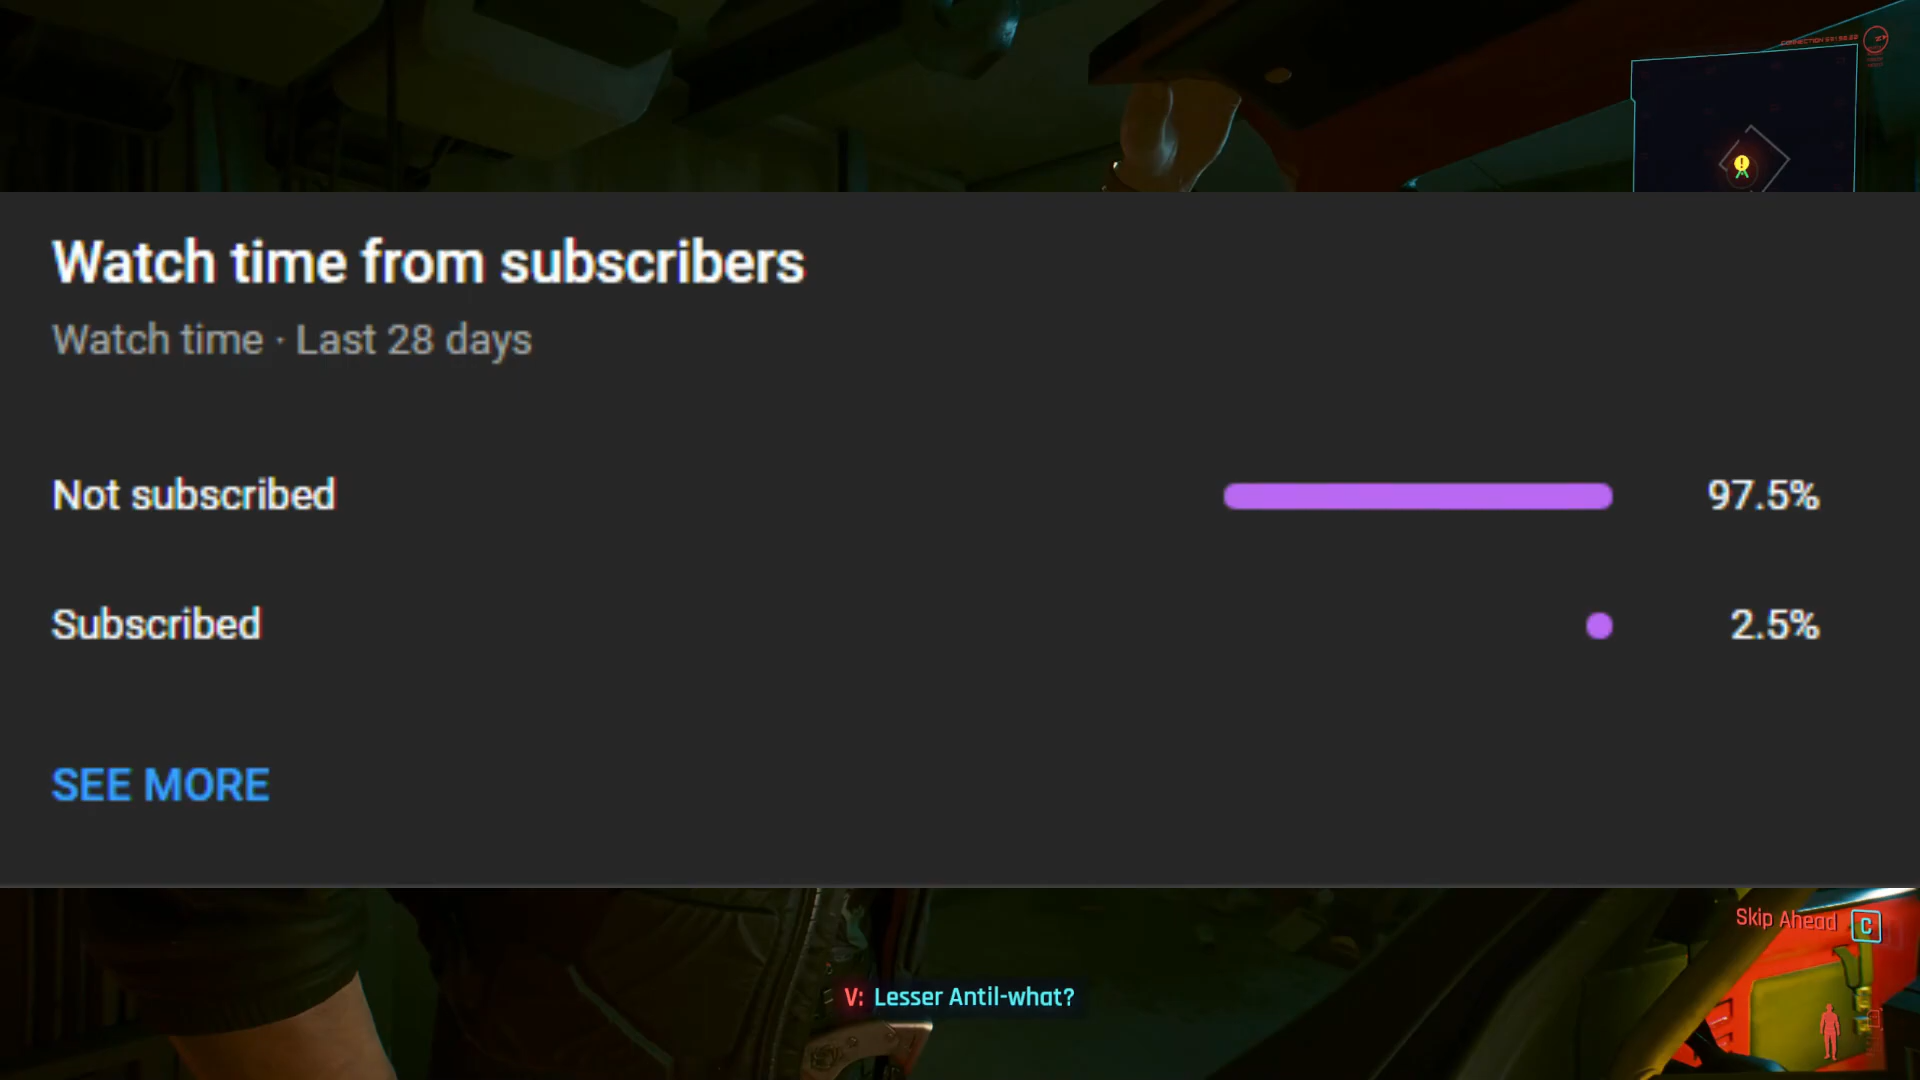 Watch time from subscribers
Watch time · Last 28 days
Not subscribed 97.5%
Subscribed 2.5%
SEE MORE
Skip Ahead C
V: Lesser Antil-what?